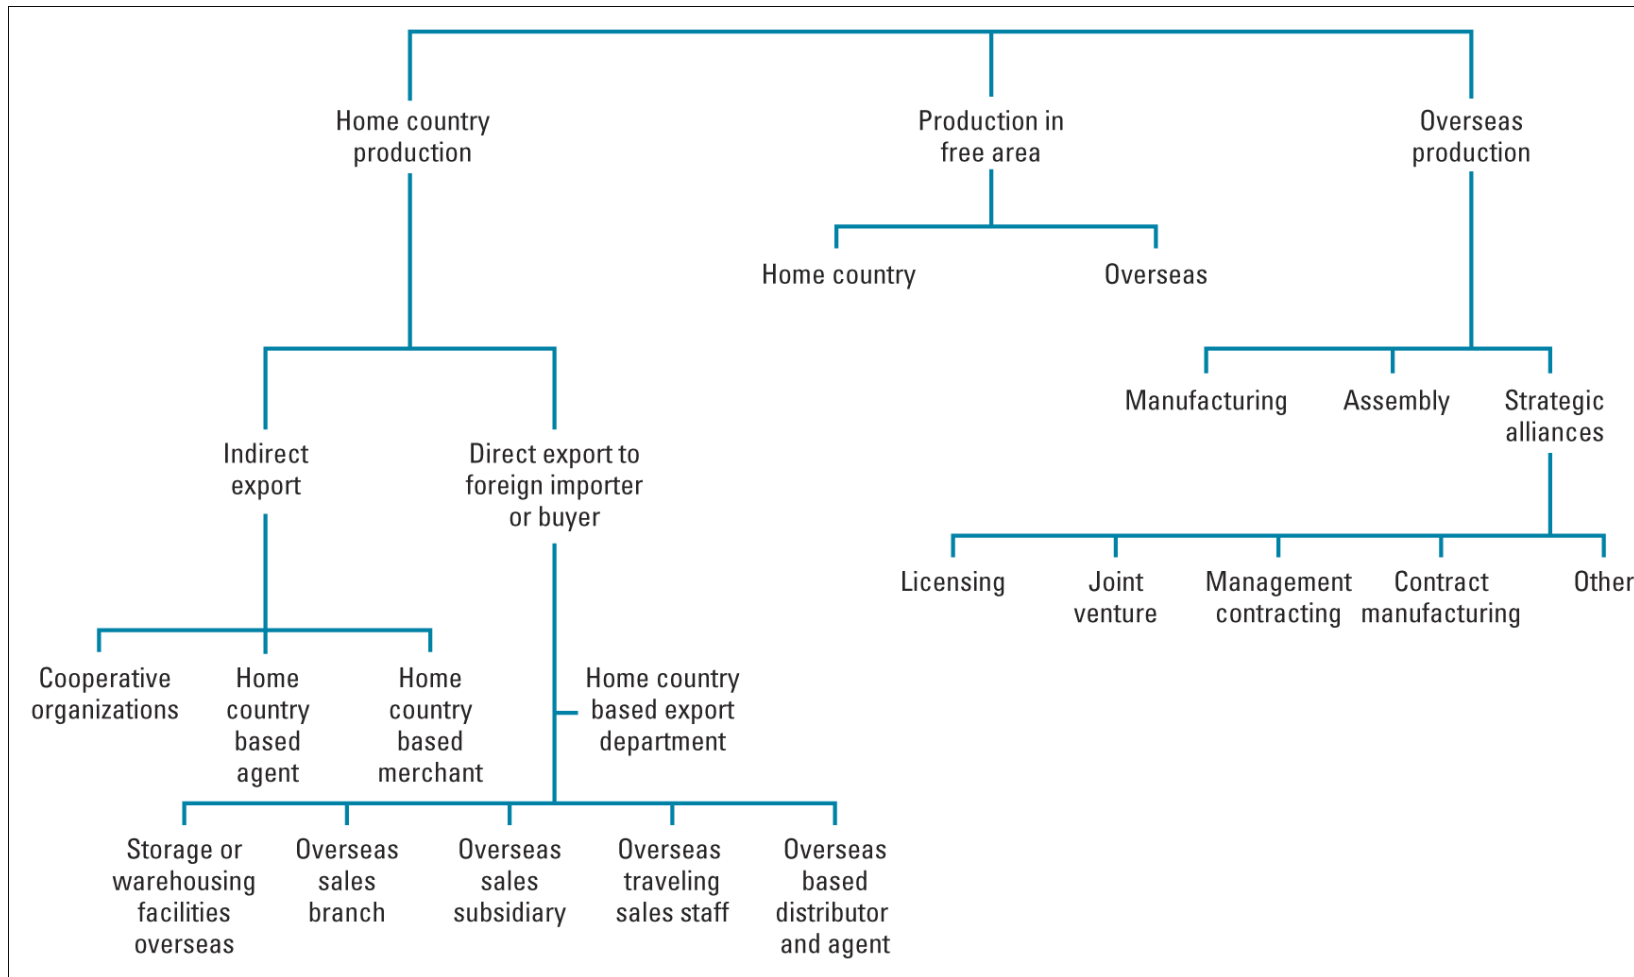 Home country
production
Production in
free area
Overseas
production
Home country
Overseas
Manufacturing
Assembly
Strategic
alliances
Indirect
export
Direct export to
foreign importer
or buyer
Licensing
Joint
venture
Management
contracting
Contract
manufacturing
Other
Cooperative
organizations
Home
country
based
agent
Home
country
based
merchant
Home country
based export
department
Storage or
warehousing
facilities
overseas
Overseas
sales
branch
Overseas
sales
subsidiary
Overseas
traveling
sales staff
Overseas
based
distributor
and agent